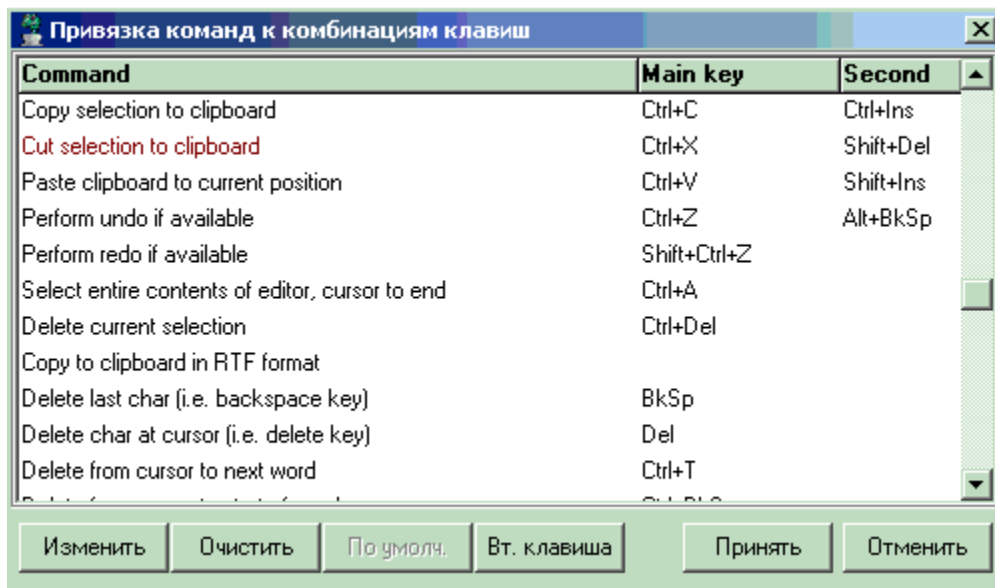 Привязка команд к комбинациям клавиш
Command Main key Second
Copy selection to clipboard Ctrl+C Ctrl+Ins
Cut selection to clipboard Ctrl+X Shift+Del
Paste clipboard to current position Ctrl+V Shift+Ins
Perform undo if available Ctrl+Z Alt+BkSp
Perform redo if available Shift+Ctrl+Z
Select entire contents of editor, cursor to end Ctrl+A
Delete current selection Ctrl+Del
Copy to clipboard in RTF format
Delete last char (i.e. backspace key) BkSp
Delete char at cursor (i.e. delete key) Del
Delete from cursor to next word Ctrl+T
Изменить Очистить По умолч. Вт. клавиша Принять Отменить